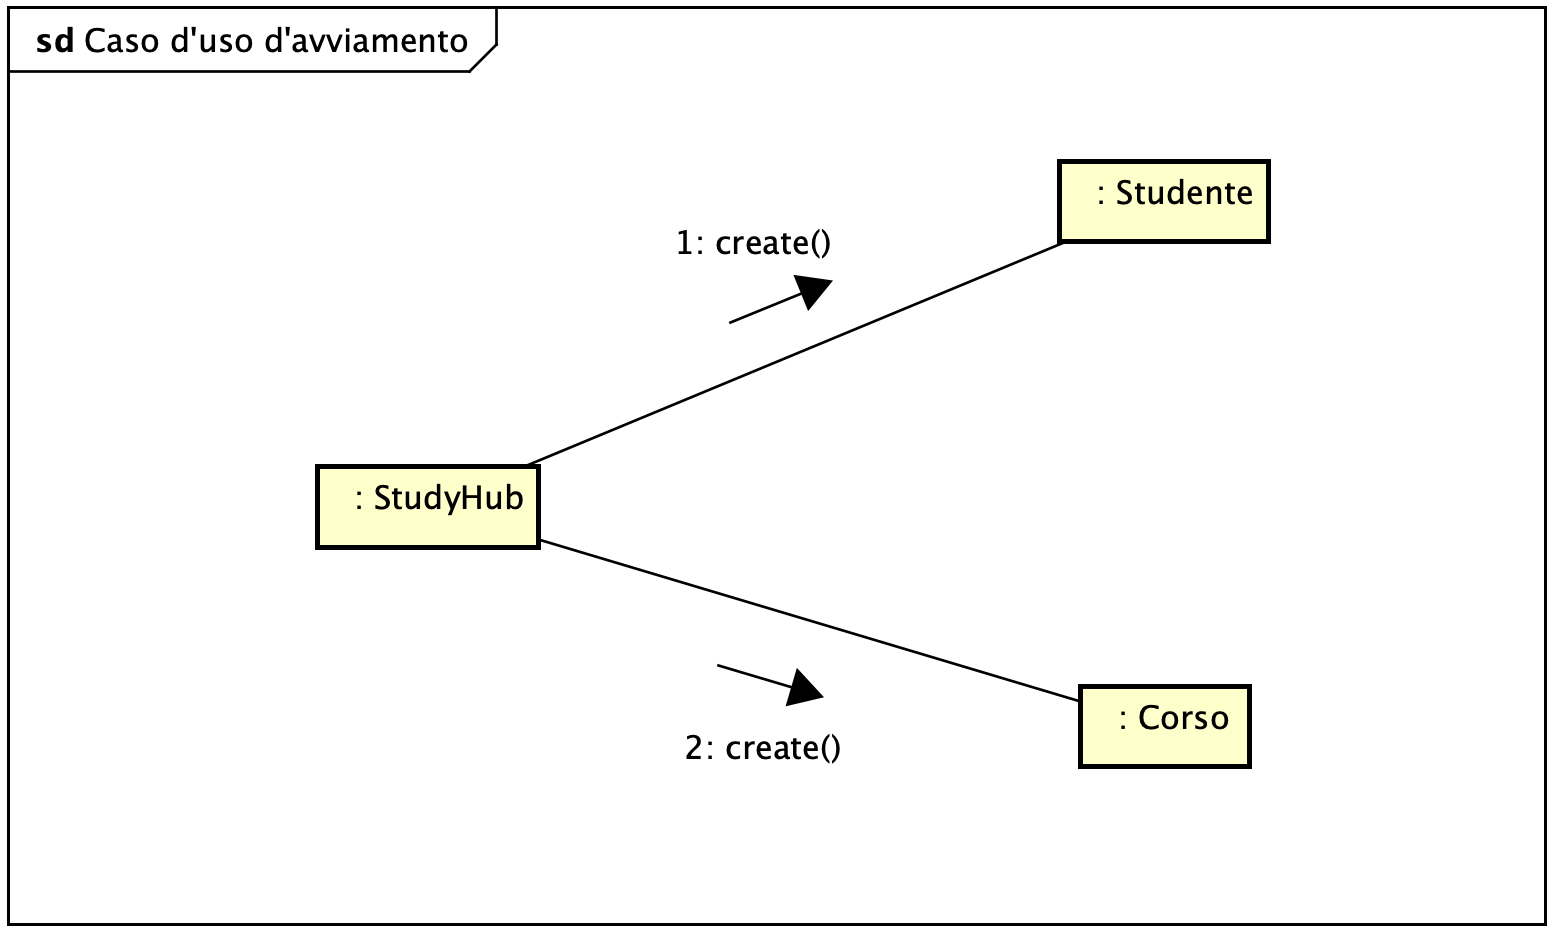 sd Caso d'uso d'avviamento
: Studente
1: create()
: StudyHub
: Corso
2: create()